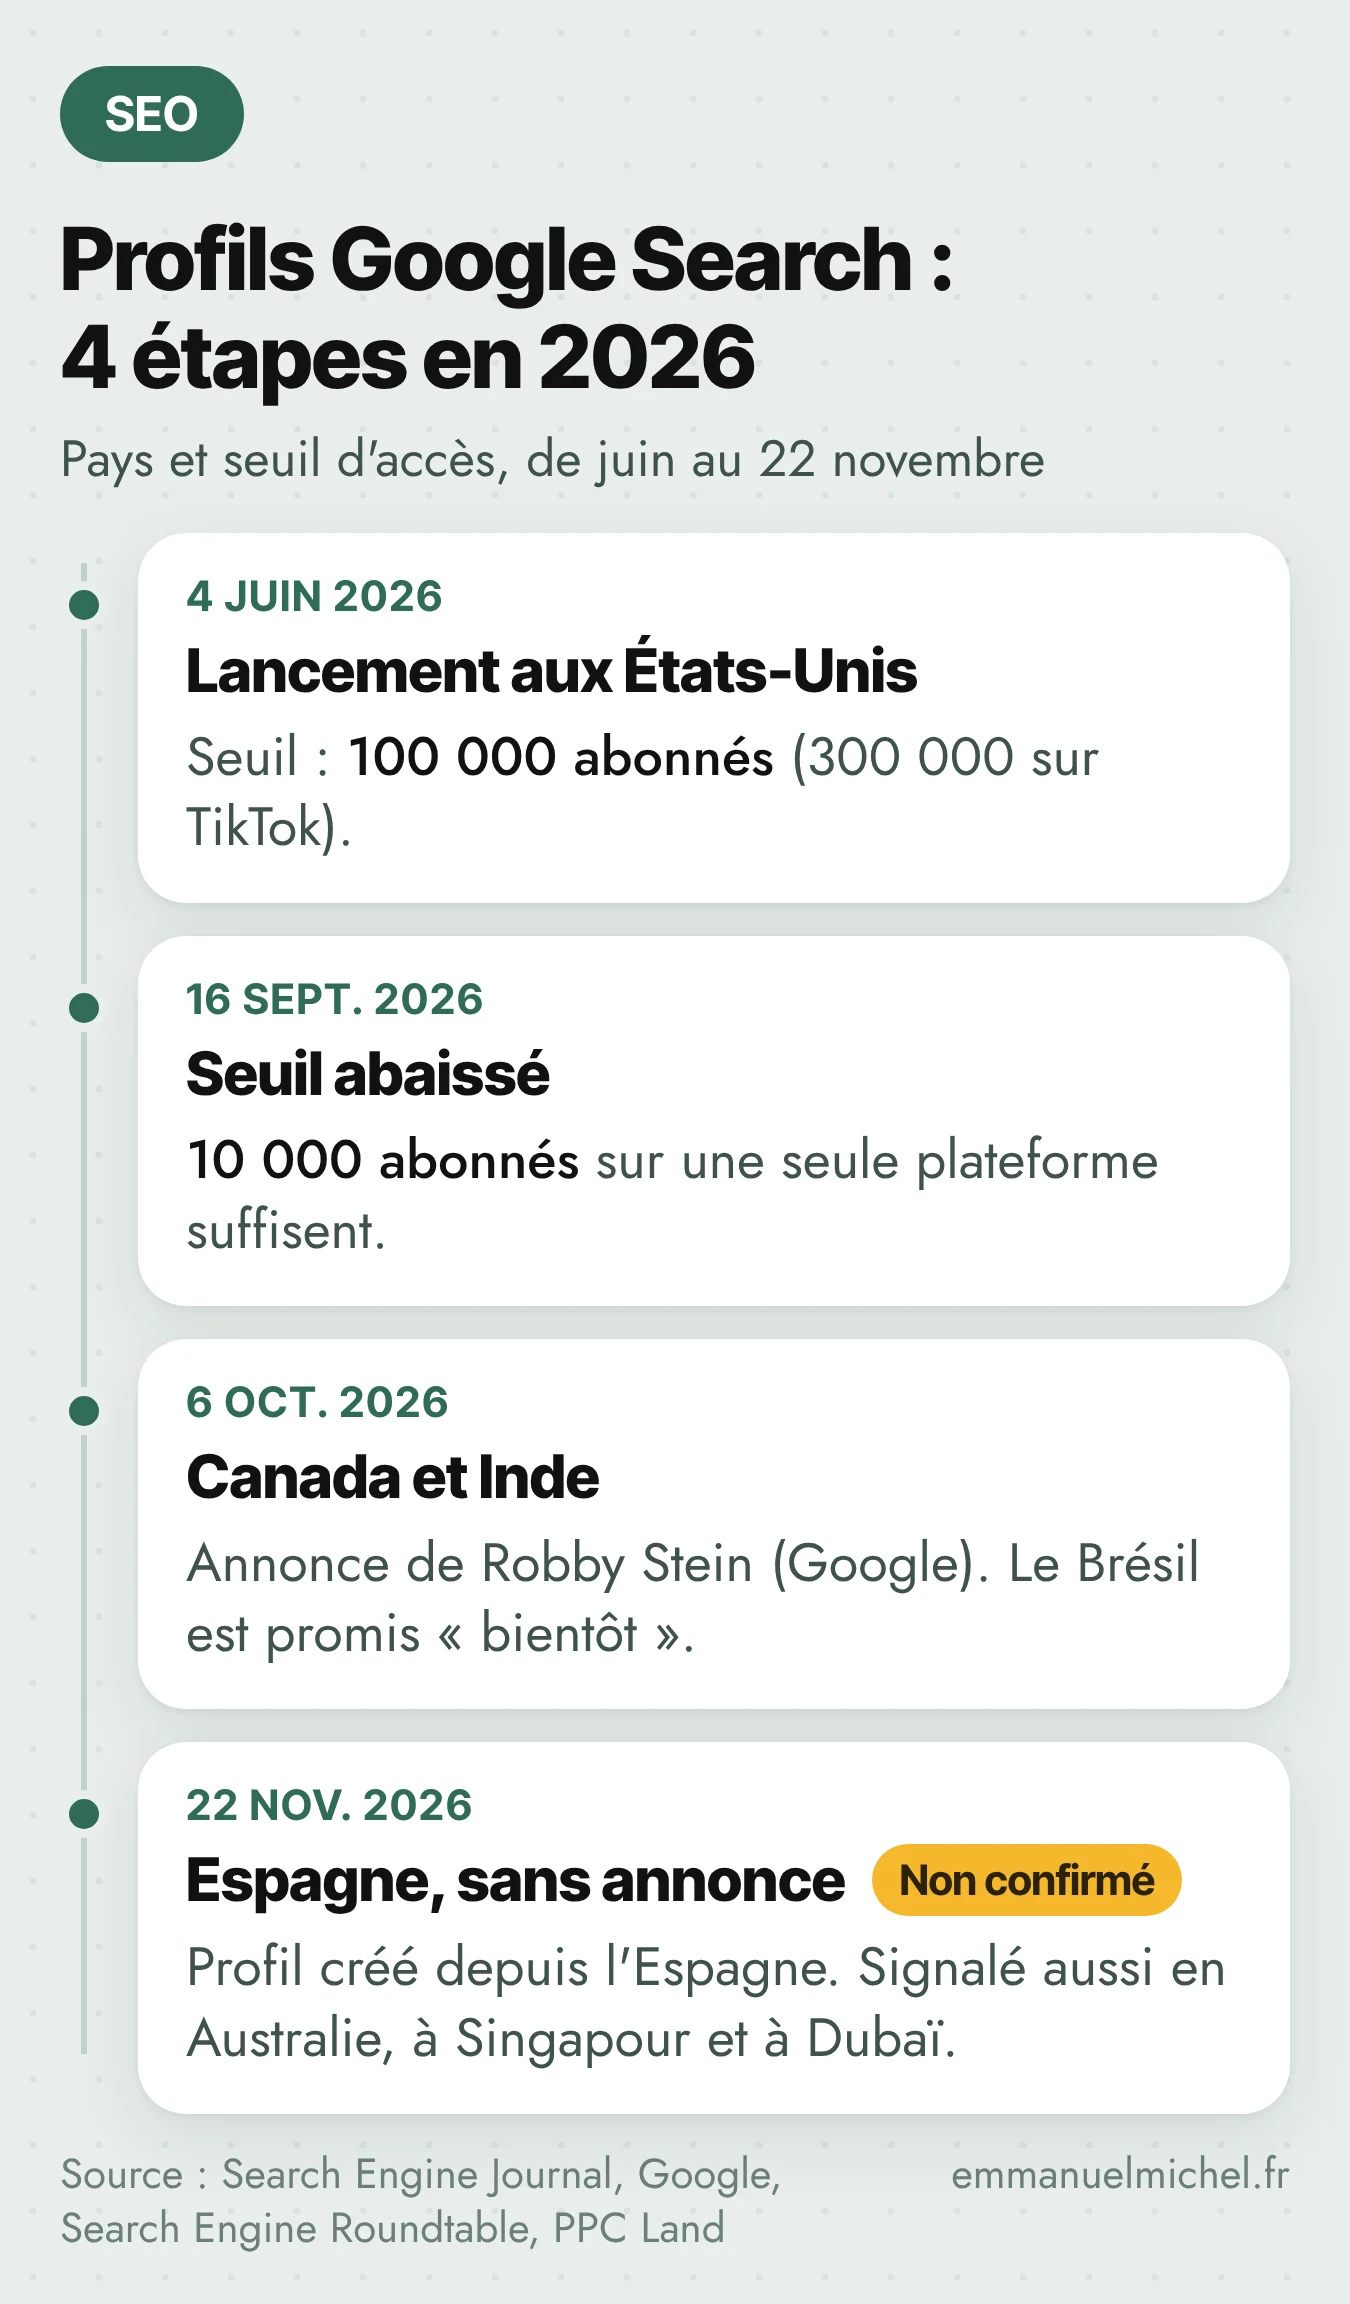 SEO
Profils Google Search :
4 étapes en 2026
Pays et seuil d'accès, de juin au 22 novembre
4 JUIN 2026
Lancement aux États-Unis
Seuil : 100 000 abonnés (300 000 sur
TikTok).
16 SEPT. 2026
Seuil abaissé
10 000 abonnés sur une seule plateforme
suffisent.
6 OCT. 2026
Canada et Inde
Annonce de Robby Stein (Google). Le Brésil
est promis « bientôt ».
22 NOV. 2026
Espagne, sans annonce Non confirmé
Profil créé depuis l'Espagne. Signalé aussi en
Australie, à Singapour et à Dubaï.
Source : Search Engine Journal, Google,
Search Engine Roundtable, PPC Land
emmanuelmichel.fr